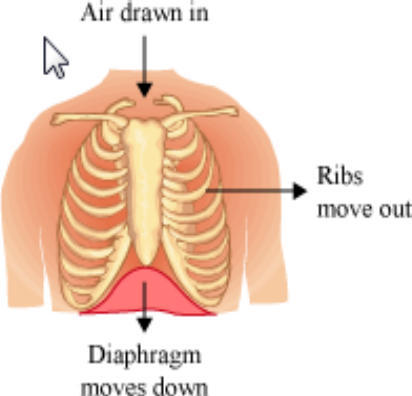 Air drawn in
Ribs
move out
Diaphragm
moves down